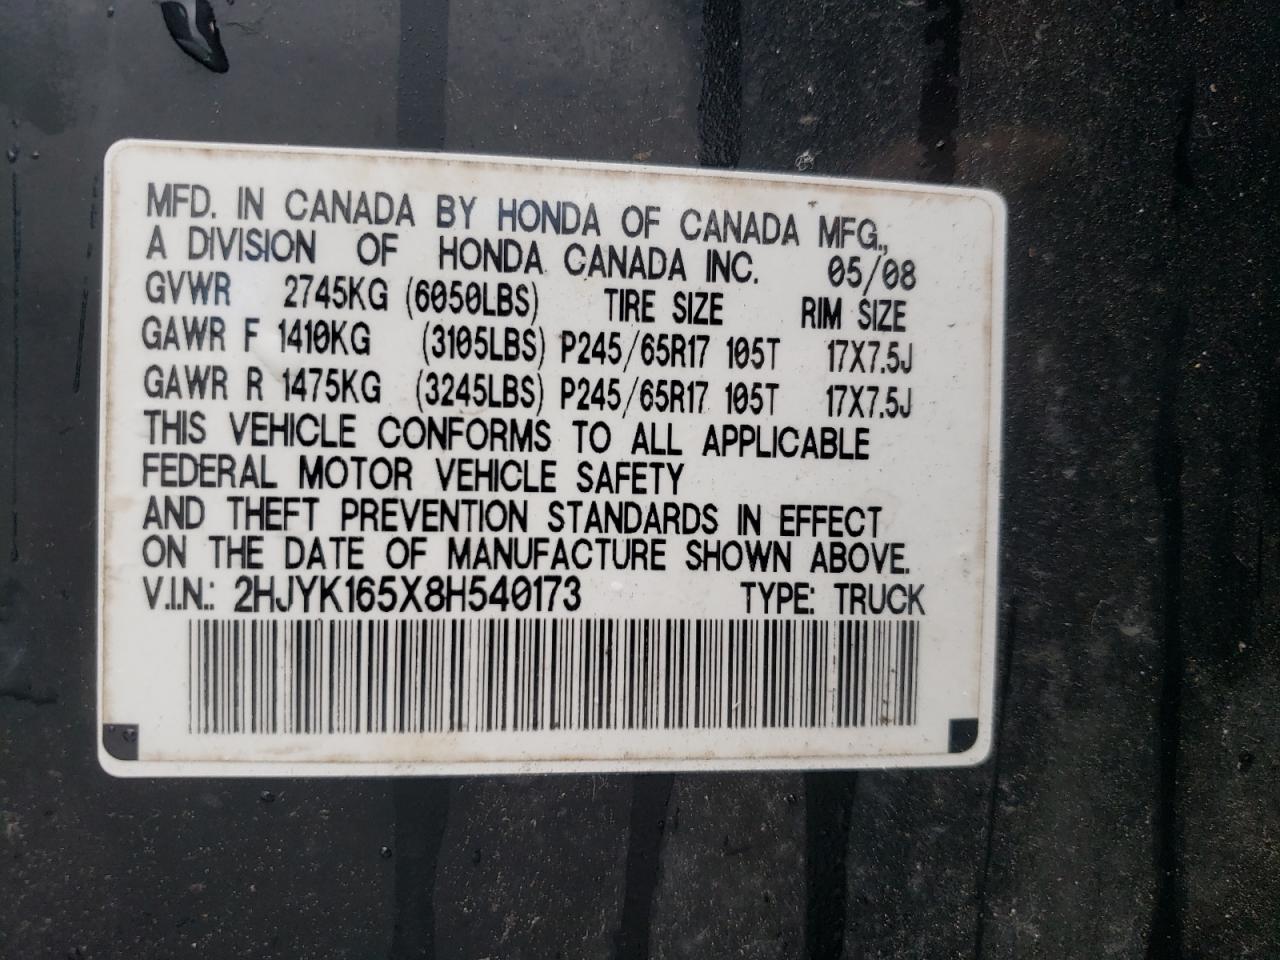 MFD. IN CANADA BY HONDA OF CANADA MFG.,
A DIVISION OF HONDA CANADA INC. 05/08
GVWR 2745KG (6050LBS) TIRE SIZE RIM SIZE
GAWR F 1410KG (3105LBS) P245/65R17 105T 17X7.5J
GAWR R 1475KG (3245LBS) P245/65R17 105T 17X7.5J
THIS VEHICLE CONFORMS TO ALL APPLICABLE
FEDERAL MOTOR VEHICLE SAFETY
AND THEFT PREVENTION STANDARDS IN EFFECT
ON THE DATE OF MANUFACTURE SHOWN ABOVE.
V.I.N.: 2HJYK165X8H540173 TYPE: TRUCK